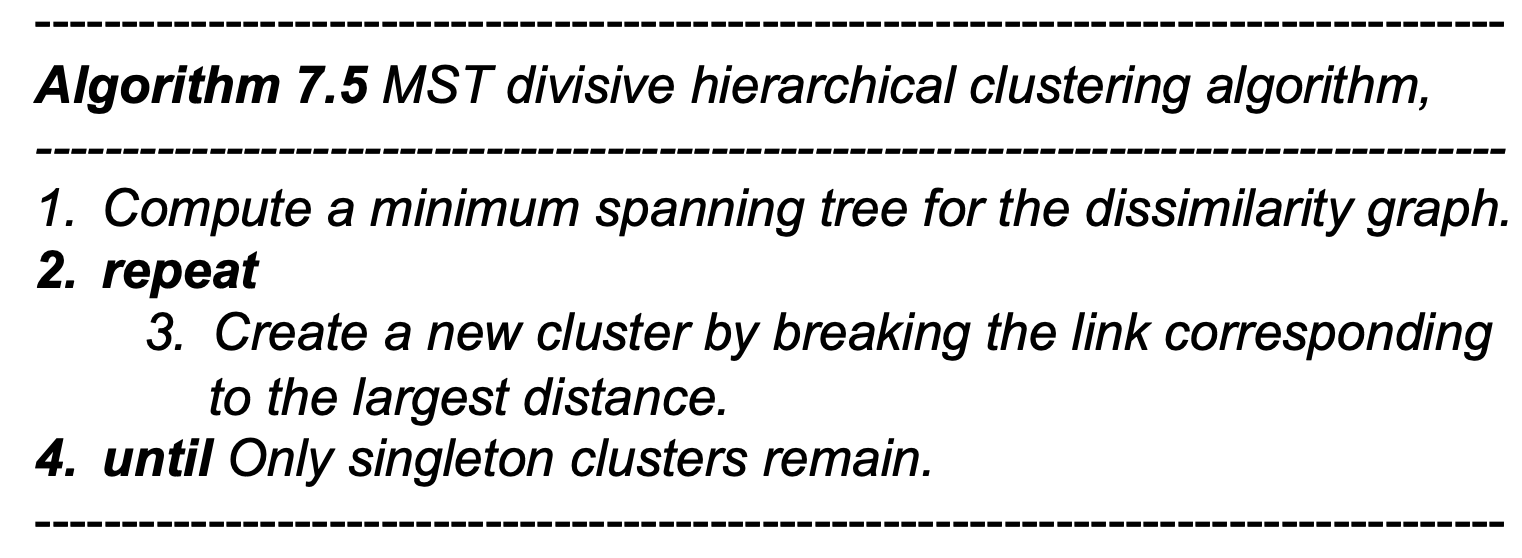 Algorithm 7.5 MST divisive hierarchical clustering algorithm,
1. Compute a minimum spanning tree for the dissimilarity graph.
2. repeat
3. Create a new cluster by breaking the link corresponding
to the largest distance.
4. until Only singleton clusters remain.